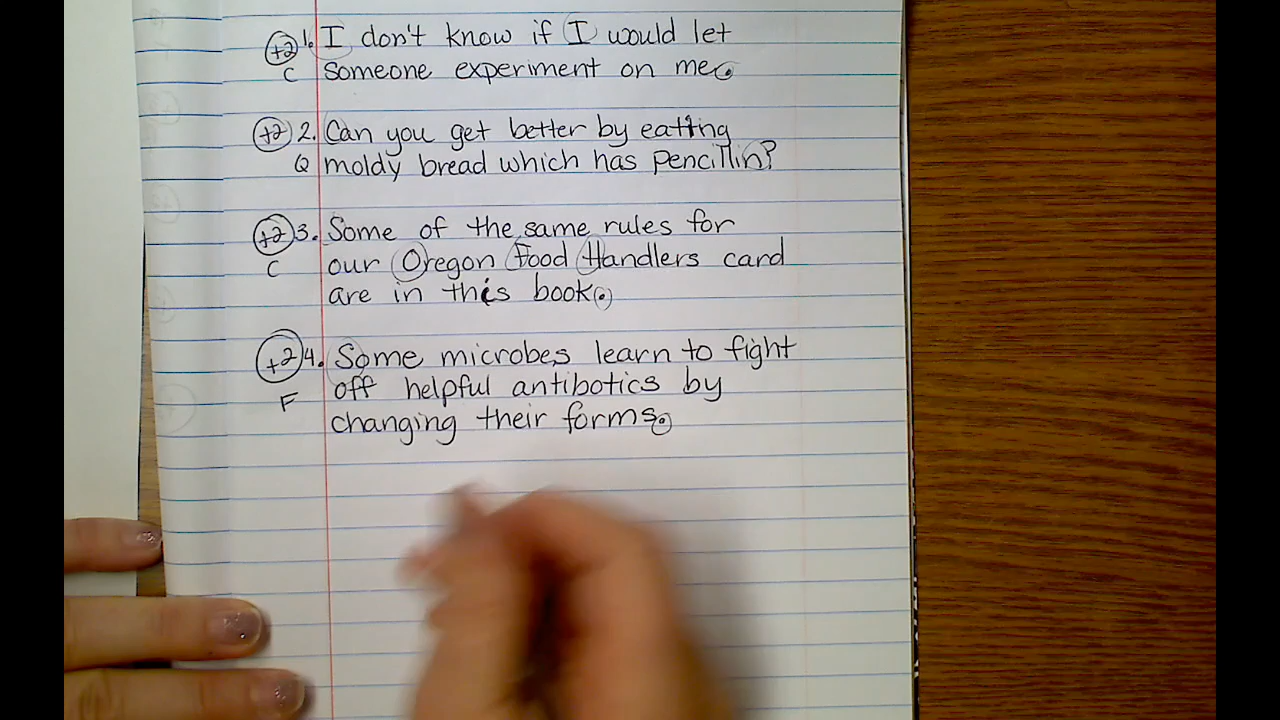 +2 1. I don't know if I would let
C someone experiment on me.
+2 2. Can you get better by eatting
Q moldy bread which has pencillin?
+2 3. Some of the same rules for
C our Oregon Food Handlers card
are in this book.
+2 4. Some microbes learn to fight
F off helpful antibotics by
changing their forms.